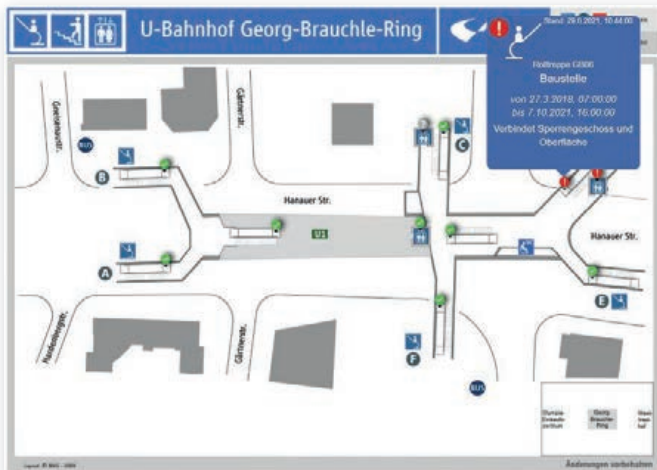 U-Bahnhof Georg-Brauchle-Ring
Stand: 29.6.2021, 10:44:00
Baustelle
von 27.3.2018, 07:00:00
bis 7.10.2021, 16:00:00
Verbindet Sperrengeschoss und
Oberfläche
Gneisenaustr.
Gärtnerstr.
BUS
B
C
Hanauer Str.
U1
Hanauer Str.
A
E
Hardenbergstr.
Gärtnerstr.
F
BUS
Georg-
Brauchle-
Ring
Änderungen vorbehalten